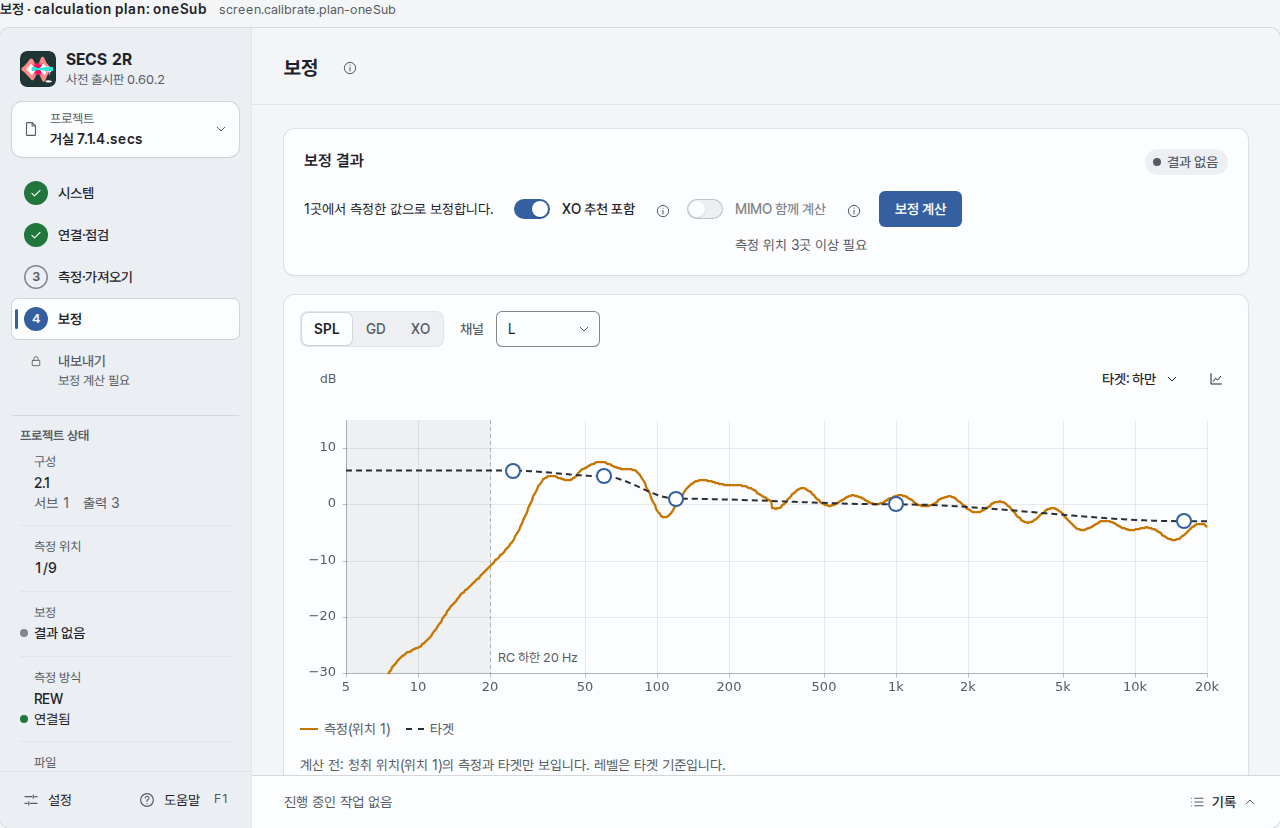 보정 · calculation plan: oneSub screen.calibrate.plan-oneSub
SECS 2R
사전 출시판 0.60.2
프로젝트
거실 7.1.4.secs
시스템
연결·점검
3 측정·가져오기
4 보정
내보내기
보정 계산 필요
프로젝트 상태
구성
2.1
서브 1 출력 3
측정 위치
1/9
보정
결과 없음
측정 방식
REW
연결됨
파일
설정 도움말 F1
보정
보정 결과
결과 없음
1곳에서 측정한 값으로 보정합니다. XO 추천 포함 MIMO 함께 계산 보정 계산
측정 위치 3곳 이상 필요
SPL GD XO 채널 L
dB
타겟: 하만
10
0
−10
−20
−30
RC 하한 20 Hz
5 10 20 50 100 200 500 1k 2k 5k 10k 20k
측정(위치 1) 타겟
계산 전: 청취 위치(위치 1)의 측정과 타겟만 보입니다. 레벨은 타겟 기준입니다.
진행 중인 작업 없음
기록